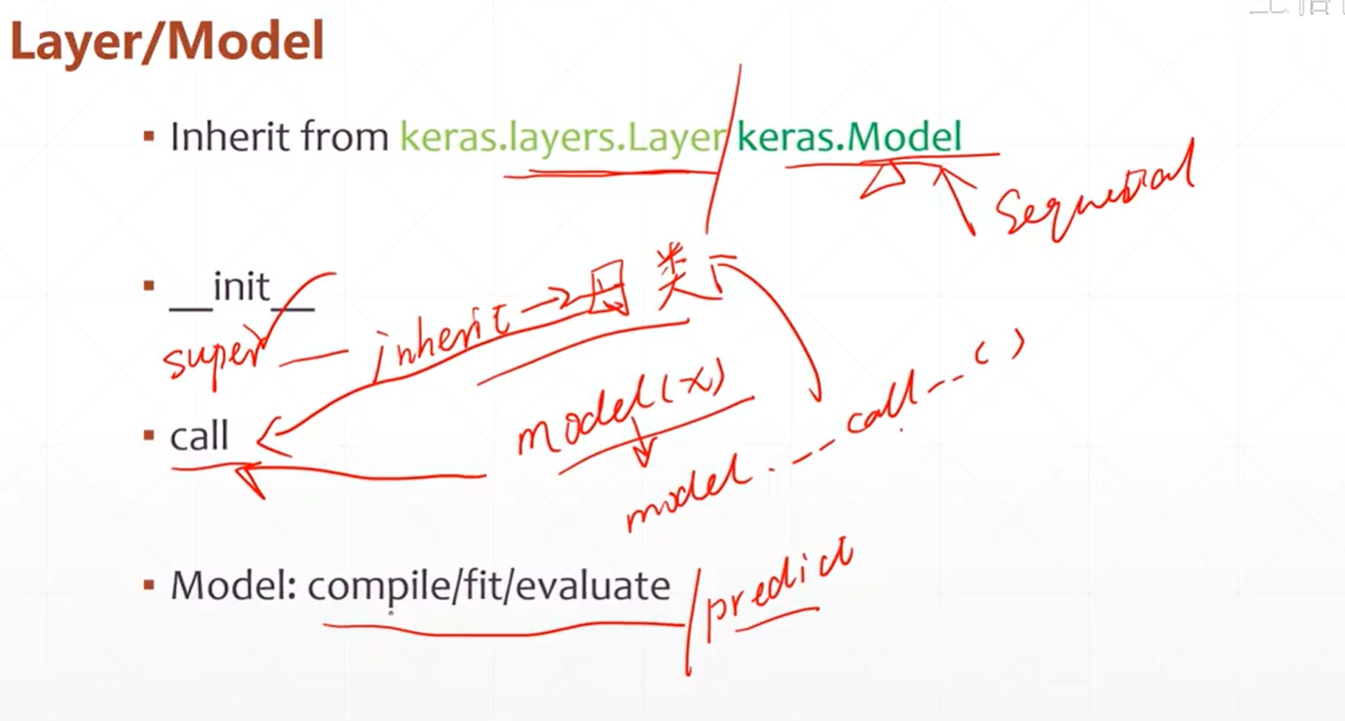 Layer/Model
Inherit from keras.layers.Layer/keras.Model
Sequential
__init__
super — inherit → 母类
model(x)
call
model.__call__()
Model: compile/fit/evaluate / predict